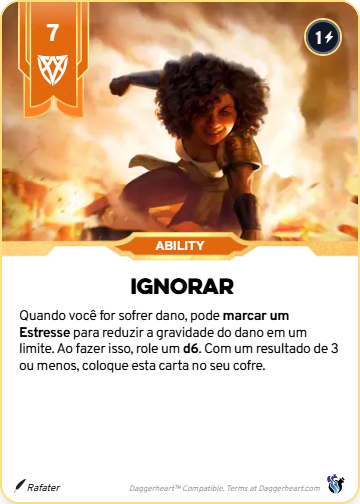 7
1
ABILITY
IGNORAR
Quando você for sofrer dano, pode marcar um
Estresse para reduzir a gravidade do dano em um
limite. Ao fazer isso, role um d6. Com um resultado de 3
ou menos, coloque esta carta no seu cofre.
Rafater
Daggerheart™ Compatible. Terms at Daggerheart.com